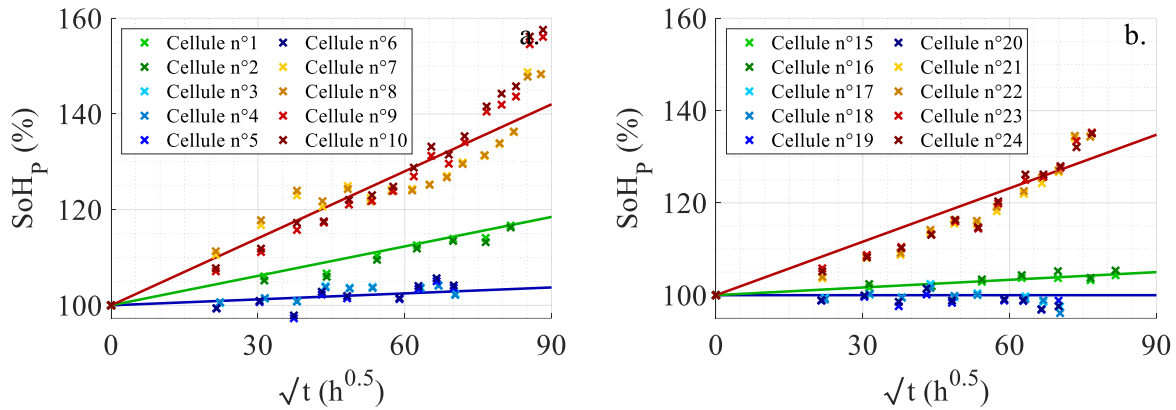 160
140
120
100
SoH_P (%)
a.
Cellule n°1
Cellule n°2
Cellule n°3
Cellule n°4
Cellule n°5
Cellule n°6
Cellule n°7
Cellule n°8
Cellule n°9
Cellule n°10
0 30 60 90
√t (h^0.5)
160
140
120
100
SoH_P (%)
b.
Cellule n°15
Cellule n°16
Cellule n°17
Cellule n°18
Cellule n°19
Cellule n°20
Cellule n°21
Cellule n°22
Cellule n°23
Cellule n°24
0 30 60 90
√t (h^0.5)